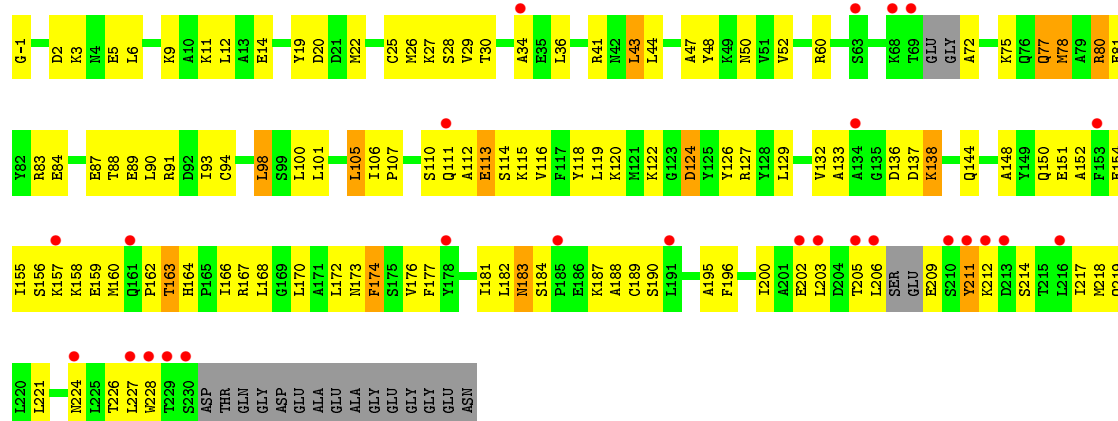 G-1 D2 K3 N4 E5 L6 K9 A10 K11 L12 A13 E14 Y19 D20 D21 M22 C25 M26 K27 S28 V29 T30 A34 E35 L36 R41 N42 L43 L44 A47 Y48 K49 N50 V51 V52 R60 S63 K68 T69 GLU GLY A72 K75 Q76 Q77 M78 A79 R80 E81
Y82 R83 E84 E87 T88 E89 L90 R91 D92 I93 C94 L98 S99 L100 L101 L105 I106 P107 S110 Q111 A112 E113 S114 K115 V116 F117 Y118 L119 K120 M121 K122 G123 D124 Y125 Y126 R127 Y128 L129 V132 A133 A134 G135 D136 D137 K138 Q144 A148 Y149 Q150 E151 A152 F153 E154
I155 S156 K157 K158 E159 M160 Q161 P162 T163 H164 P165 I166 R167 L168 G169 L170 A171 L172 N173 F174 S175 V176 F177 Y178 I181 L182 N183 S184 P185 E186 K187 A188 C189 S190 L191 A195 F196 I200 A201 E202 L203 D204 T205 L206 SER GLU E209 S210 Y211 K212 D213 S214 T215 L216 I217 M218 Q219
L220 L221 N224 L225 T226 L227 W228 T229 S230 ASP THR GLN GLY ASP GLU ALA GLU ALA GLY GLU GLY GLY GLU ASN